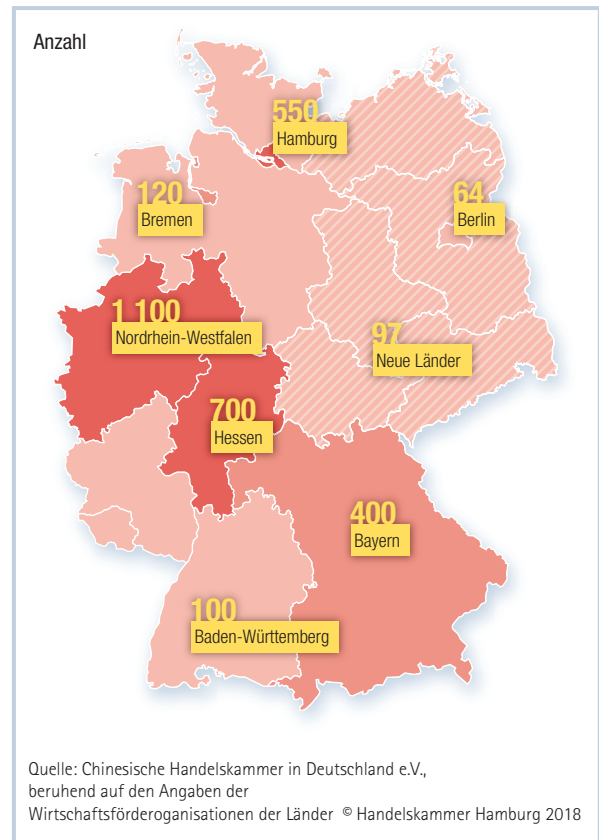 Anzahl
550
Hamburg
120
Bremen
64
Berlin
1 100
Nordrhein-Westfalen
97
Neue Länder
700
Hessen
400
Bayern
100
Baden-Württemberg
Quelle: Chinesische Handelskammer in Deutschland e.V.,
beruhend auf den Angaben der
Wirtschaftsförderoganisationen der Länder © Handelskammer Hamburg 2018